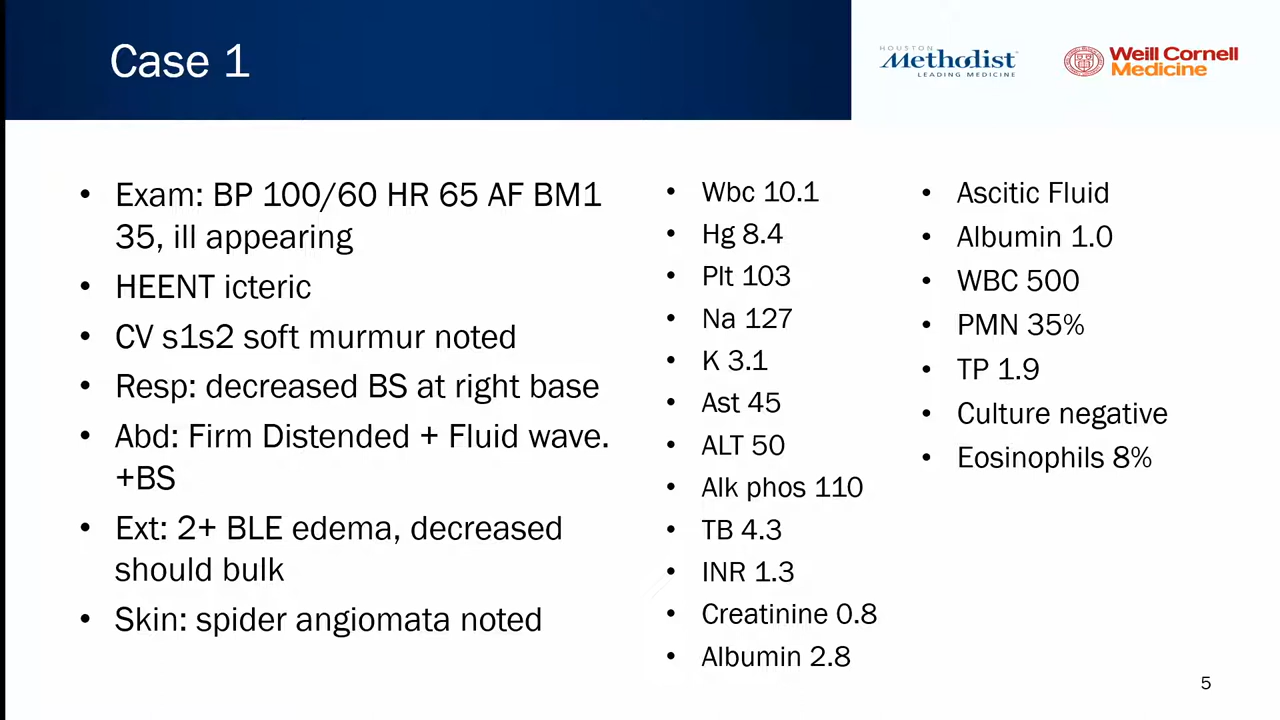 Case 1
HOUSTON
Methodist
LEADING MEDICINE
Weill Cornell
Medicine
• Exam: BP 100/60 HR 65 AF BM1
35, ill appearing
• HEENT icteric
• CV s1s2 soft murmur noted
• Resp: decreased BS at right base
• Abd: Firm Distended + Fluid wave.
+BS
• Ext: 2+ BLE edema, decreased
should bulk
• Skin: spider angiomata noted
• Wbc 10.1
• Hg 8.4
• Plt 103
• Na 127
• K 3.1
• Ast 45
• ALT 50
• Alk phos 110
• TB 4.3
• INR 1.3
• Creatinine 0.8
• Albumin 2.8
• Ascitic Fluid
• Albumin 1.0
• WBC 500
• PMN 35%
• TP 1.9
• Culture negative
• Eosinophils 8%
5